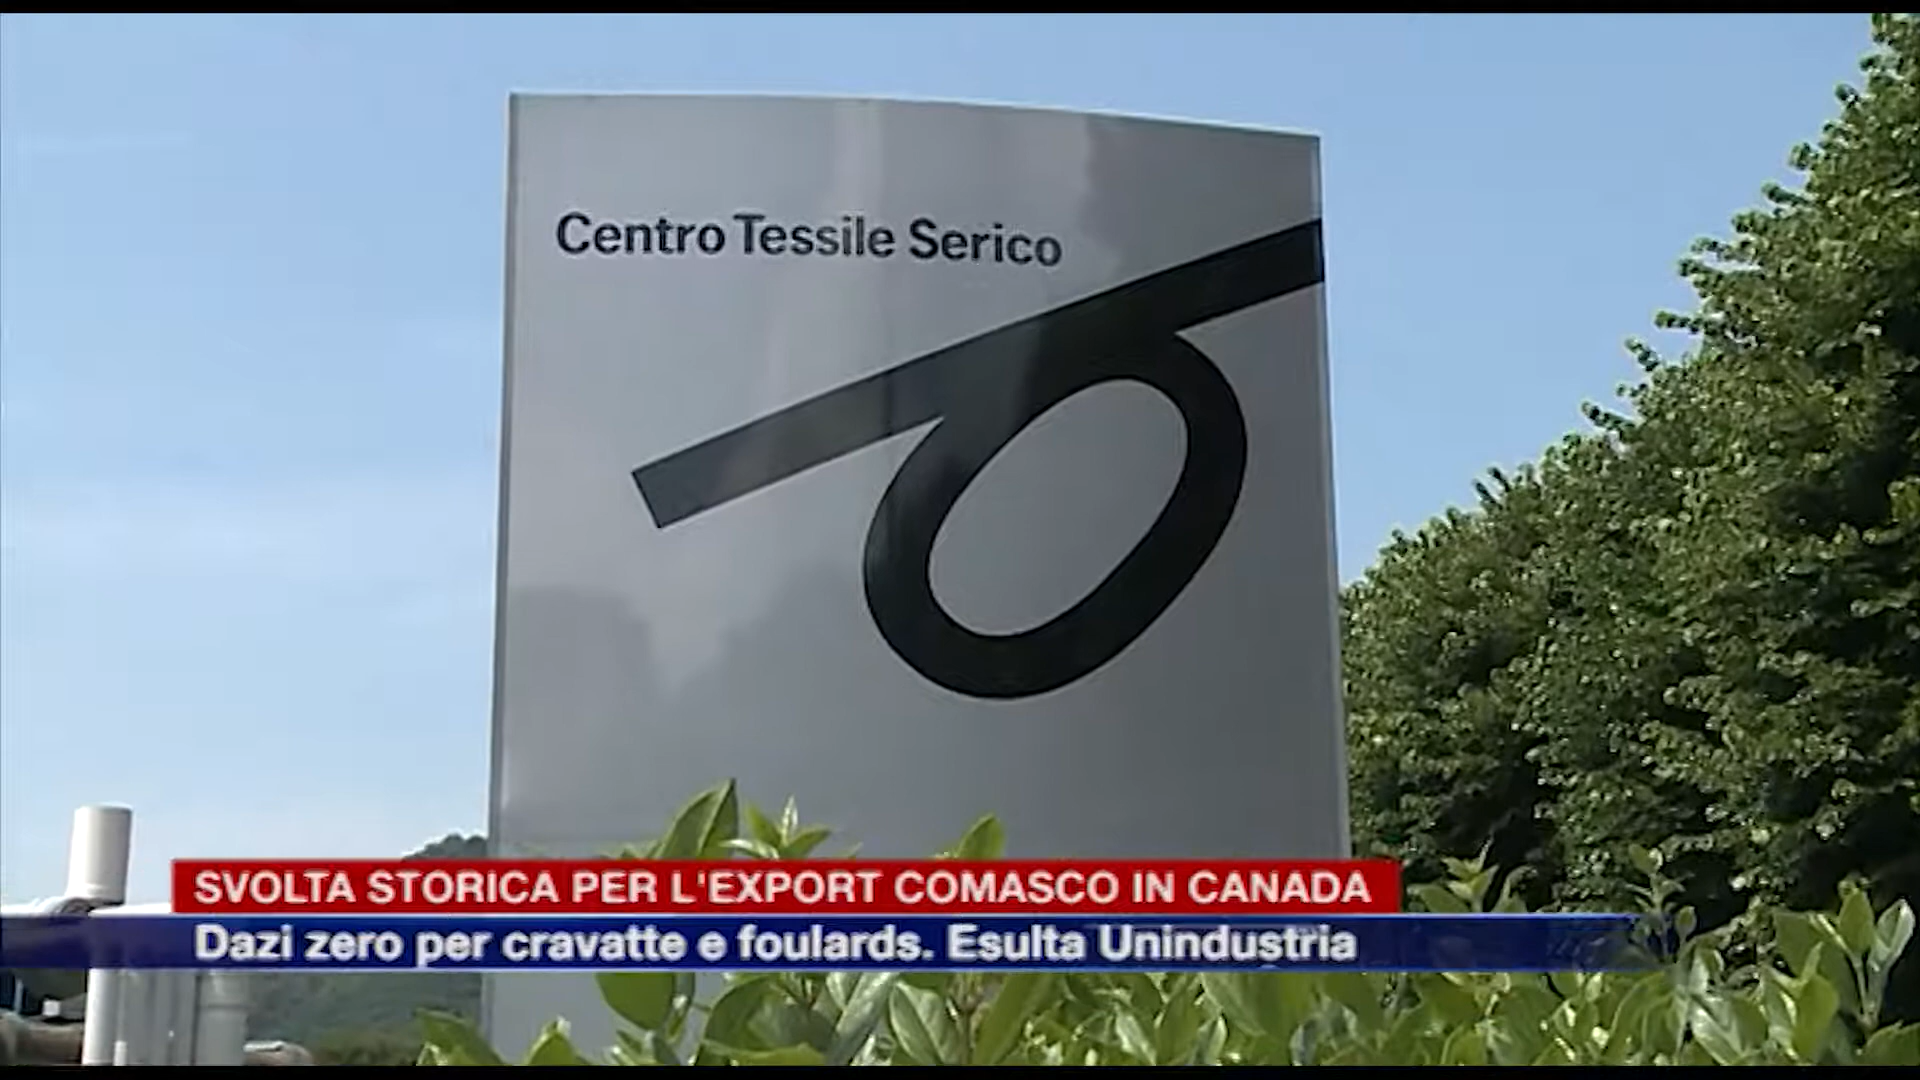 Centro Tessile Serico
SVOLTA STORICA PER L'EXPORT COMASCO IN CANADA
Dazi zero per cravatte e foulards. Esulta Unindustria